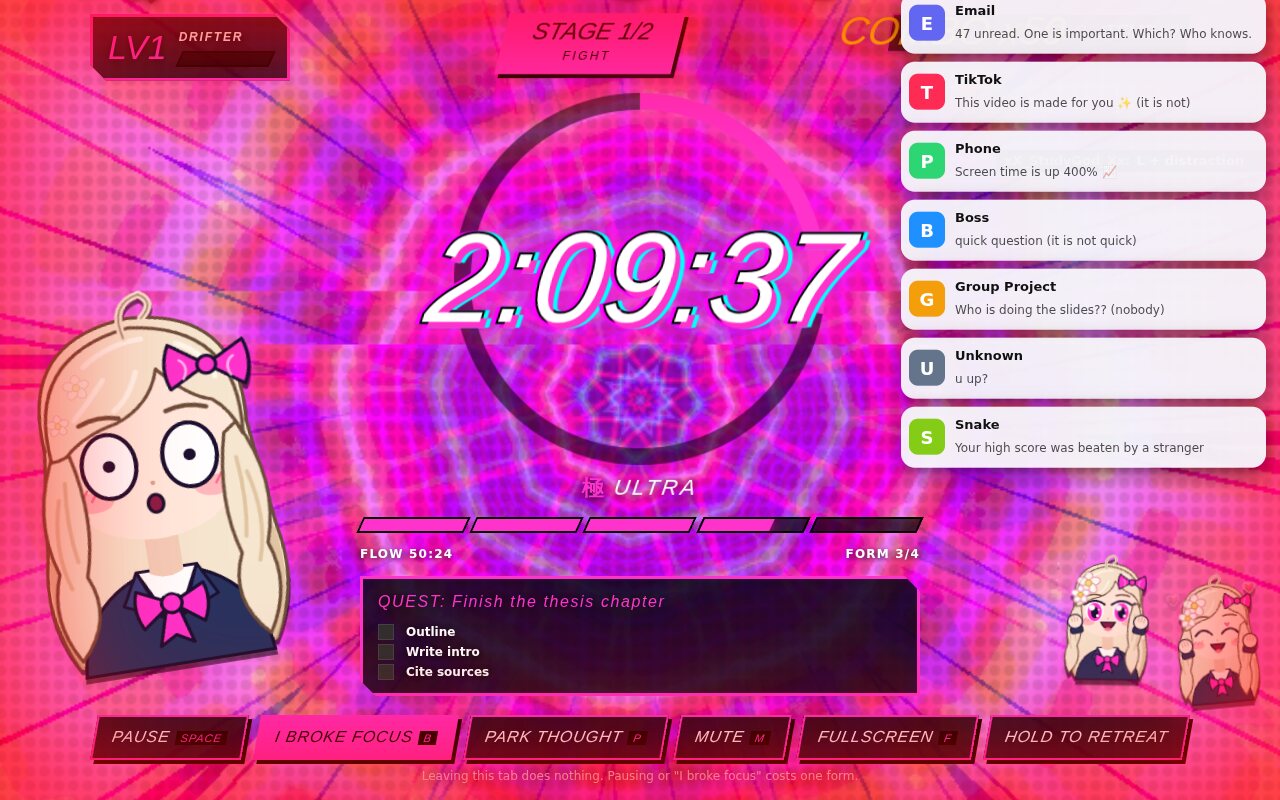 LV1 DRIFTER
STAGE 1/2
FIGHT
CO
E
Email
47 unread. One is important. Which? Who knows.
T
TikTok
This video is made for you ✨ (it is not)
P
Phone
Screen time is up 400% 📈
L + distraction
B
Boss
quick question (it is not quick)
G
Group Project
Who is doing the slides?? (nobody)
U
Unknown
u up?
S
Snake
Your high score was beaten by a stranger
2:09:37
極 ULTRA
FLOW 50:24
FORM 3/4
QUEST: Finish the thesis chapter
Outline
Write intro
Cite sources
PAUSE SPACE
I BROKE FOCUS B
PARK THOUGHT P
MUTE M
FULLSCREEN F
HOLD TO RETREAT
Leaving this tab does nothing. Pausing or "I broke focus" costs one form.